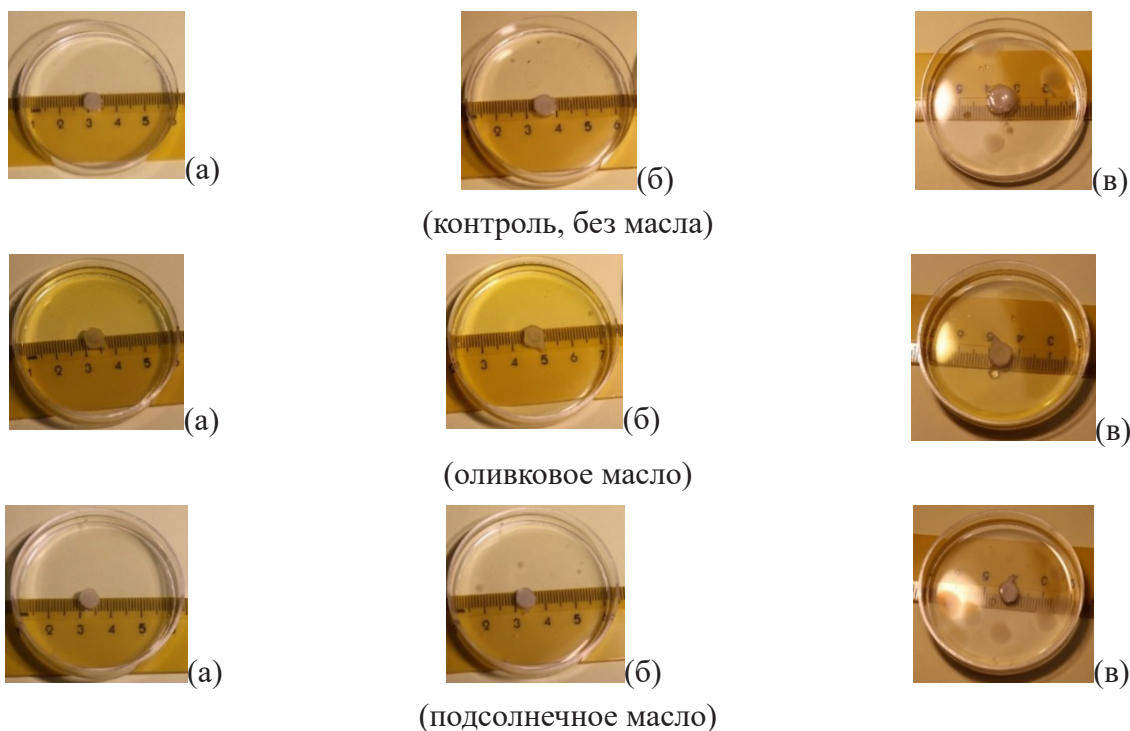 (а) (б) (в)
(контроль, без масла)
(а) (б) (в)
(оливковое масло)
(а) (б) (в)
(подсолнечное масло)